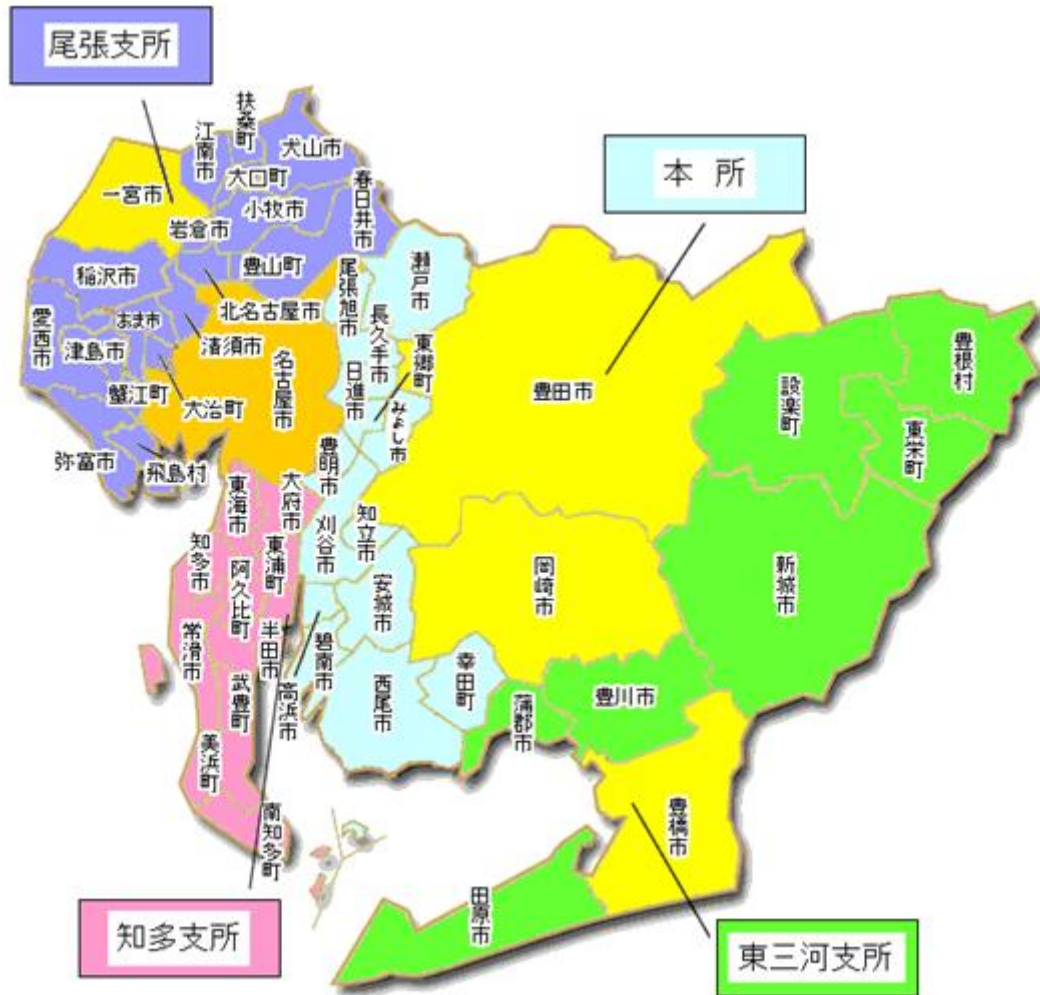 尾張支所
本所
扶桑町
江南市
犬山市
大口町
春日井市
一宮市
小牧市
岩倉市
豊山町
瀬戸市
稲沢市
尾張旭市
北名古屋市
長久手市
愛西市
あま市
清須市
東郷町
津島市
名古屋市
日進市
豊田市
設楽町
豊根村
蟹江町
大治町
みよし市
東栄町
弥富市
飛島村
豊明市
東海市
大府市
刈谷市
知立市
知多市
阿久比町
東浦町
安城市
岡崎市
新城市
常滑市
半田市
碧南市
高浜市
西尾市
幸田町
蒲郡市
豊川市
武豊町
美浜町
南知多町
豊橋市
田原市
知多支所
東三河支所